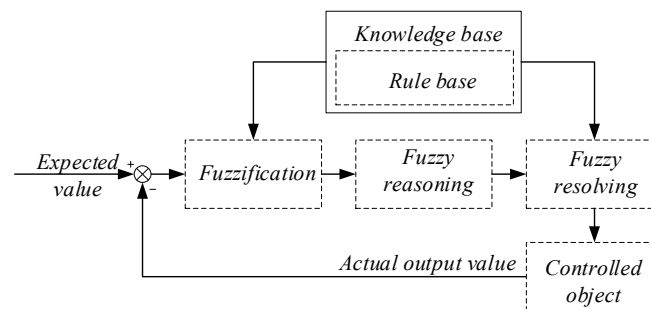 Knowledge base
Rule base
Expected
value
+
−
Fuzzification
Fuzzy
reasoning
Fuzzy
resolving
Actual output value
Controlled
object